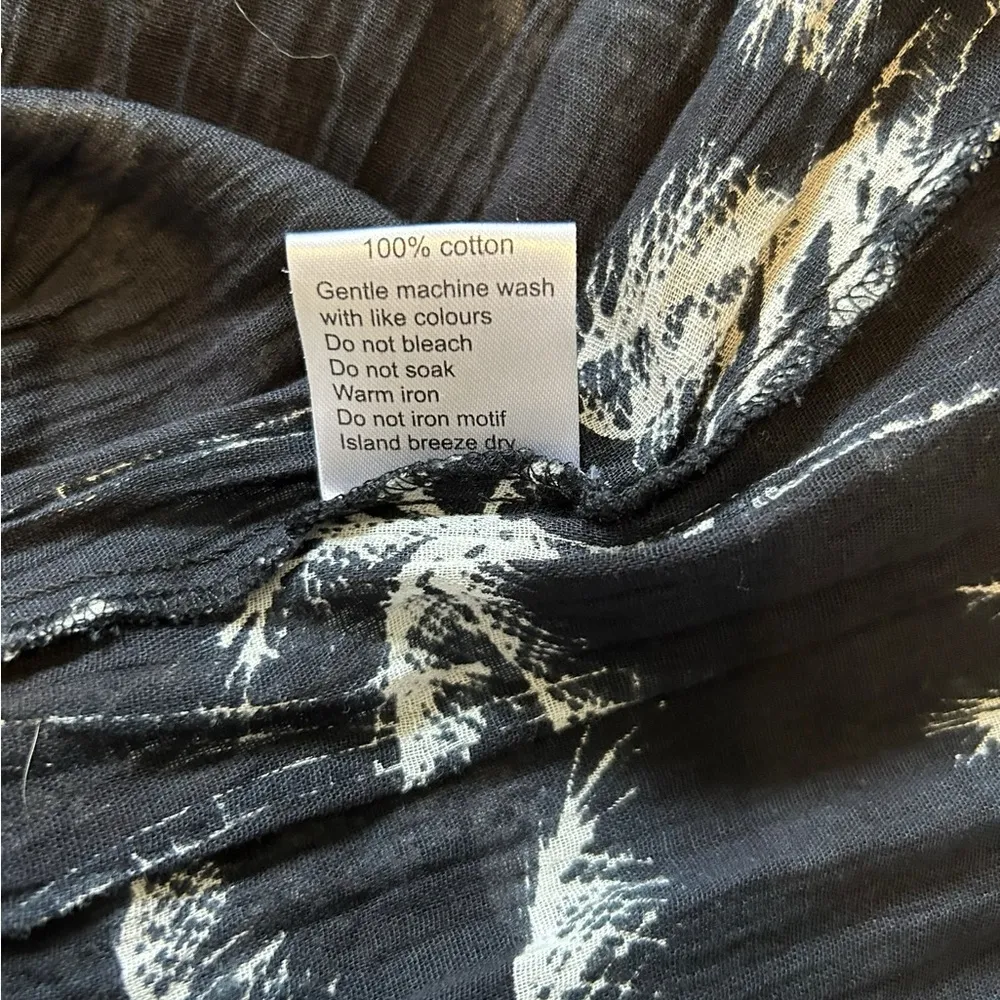 100% cotton
Gentle machine wash
with like colours
Do not bleach
Do not soak
Warm iron
Do not iron motif
Island breeze dry